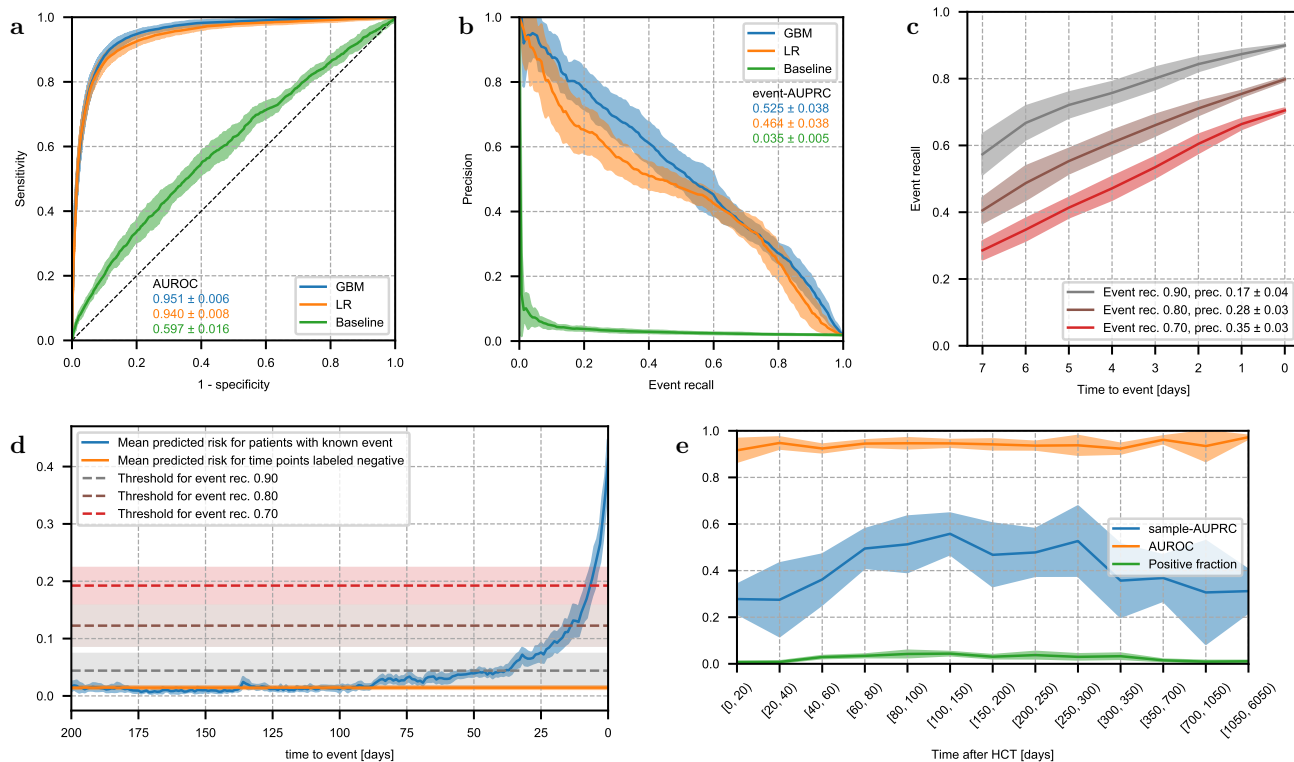 a
1.0
0.8
0.6
0.4
0.2
0.0
Sensitivity
AUROC
0.951 ± 0.006
0.940 ± 0.008
0.597 ± 0.016
GBM
LR
Baseline
0.0 0.2 0.4 0.6 0.8 1.0
1 - specificity
b
1.0
0.8
0.6
0.4
0.2
0.0
Precision
GBM
LR
Baseline
event-AUPRC
0.525 ± 0.038
0.464 ± 0.038
0.035 ± 0.005
0.0 0.2 0.4 0.6 0.8 1.0
Event recall
c
1.0
0.8
0.6
0.4
0.2
0.0
Event recall
Event rec. 0.90, prec. 0.17 ± 0.04
Event rec. 0.80, prec. 0.28 ± 0.03
Event rec. 0.70, prec. 0.35 ± 0.03
7 6 5 4 3 2 1 0
Time to event [days]
d
0.4
0.3
0.2
0.1
0.0
Mean predicted risk for patients with known event
Mean predicted risk for time points labeled negative
Threshold for event rec. 0.90
Threshold for event rec. 0.80
Threshold for event rec. 0.70
200 175 150 125 100 75 50 25 0
time to event [days]
e
1.0
0.8
0.6
0.4
0.2
0.0
sample-AUPRC
AUROC
Positive fraction
[0, 20) [20, 40) [40, 60) [60, 80) [80, 100) [100, 150) [150, 200) [200, 250) [250, 300) [300, 350) [350, 700) [700, 1050) [1050, 6050)
Time after HCT [days]